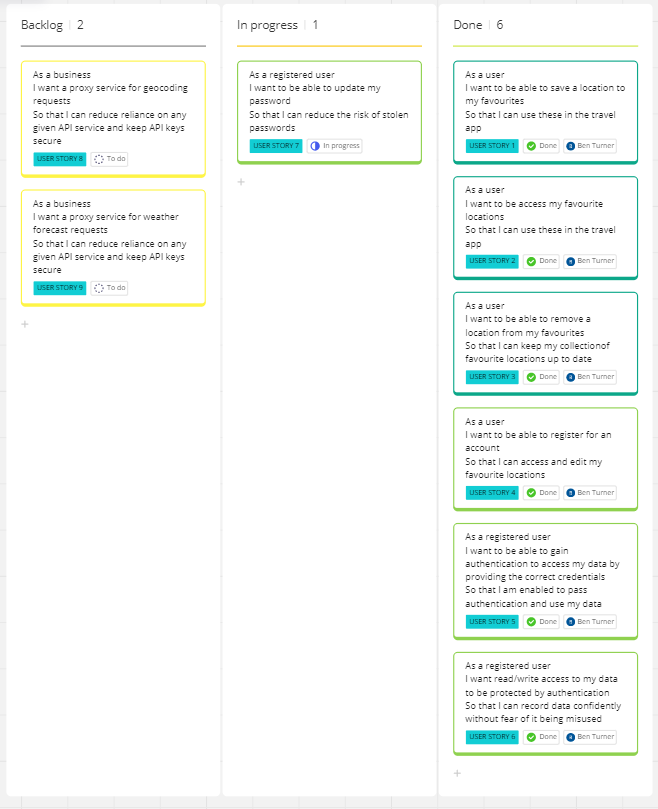 Backlog | 2
As a business
I want a proxy service for geocoding
requests
So that I can reduce reliance on any
given API service and keep API keys
secure
USER STORY 8 To do
As a business
I want a proxy service for weather
forecast requests
So that I can reduce reliance on any
given API service and keep API keys
secure
USER STORY 9 To do
+
In progress | 1
As a registered user
I want to be able to update my
password
So that I can reduce the risk of stolen
passwords
USER STORY 7 In progress
+
Done | 6
As a user
I want to be able to save a location to
my favourites
So that I can use these in the travel
app
USER STORY 1 Done Ben Turner
As a user
I want to be access my favourite
locations
So that I can use these in the travel
app
USER STORY 2 Done Ben Turner
As a user
I want to be able to remove a
location from my favourites
So that I can keep my collectionof
favourite locations up to date
USER STORY 3 Done Ben Turner
As a user
I want to be able to register for an
account
So that I can access and edit my
favourite locations
USER STORY 4 Done Ben Turner
As a registered user
I want to be able to gain
authentication to access my data by
providing the correct credentials
So that I am enabled to pass
authentication and use my data
USER STORY 5 Done Ben Turner
As a registered user
I want read/write access to my data
to be protected by authentication
So that I can record data confidently
without fear of it being misused
USER STORY 6 Done Ben Turner
+